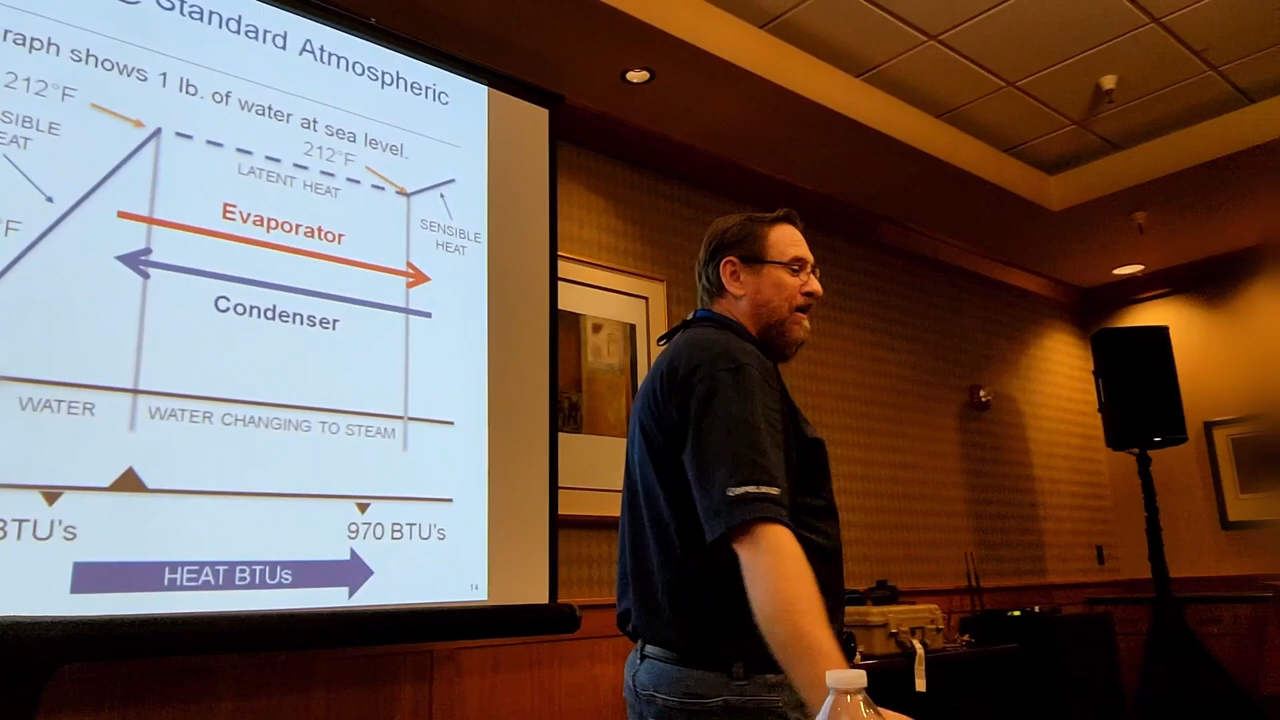 Standard Atmospheric
raph shows 1 lb. of water at sea level.
212°F
212°F
SIBLE
EAT
LATENT HEAT
Evaporator
SENSIBLE
HEAT
°F
Condenser
WATER
WATER CHANGING TO STEAM
BTU's
970 BTU's
HEAT BTUs
14